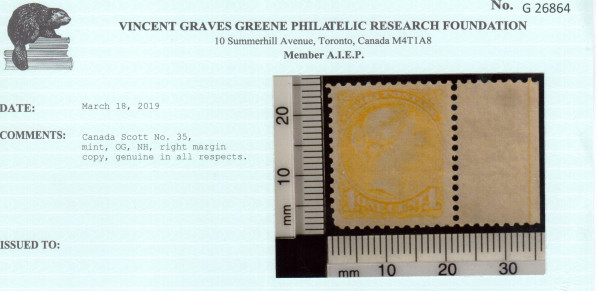 No. G 26864
VINCENT GRAVES GREENE PHILATELIC RESEARCH FOUNDATION
10 Summerhill Avenue, Toronto, Canada M4T1A8
Member A.I.E.P.
DATE: March 18, 2019
COMMENTS: Canada Scott No. 35,
mint, OG, NH, right margin
copy, genuine in all respects.
20
10
mm
1 1
mm 10 20 30
ISSUED TO: